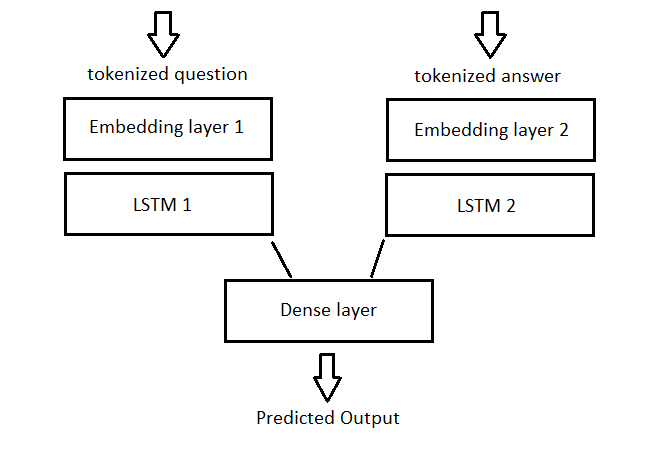 tokenized question
tokenized answer
Embedding layer 1
Embedding layer 2
LSTM 1
LSTM 2
Dense layer
Predicted Output